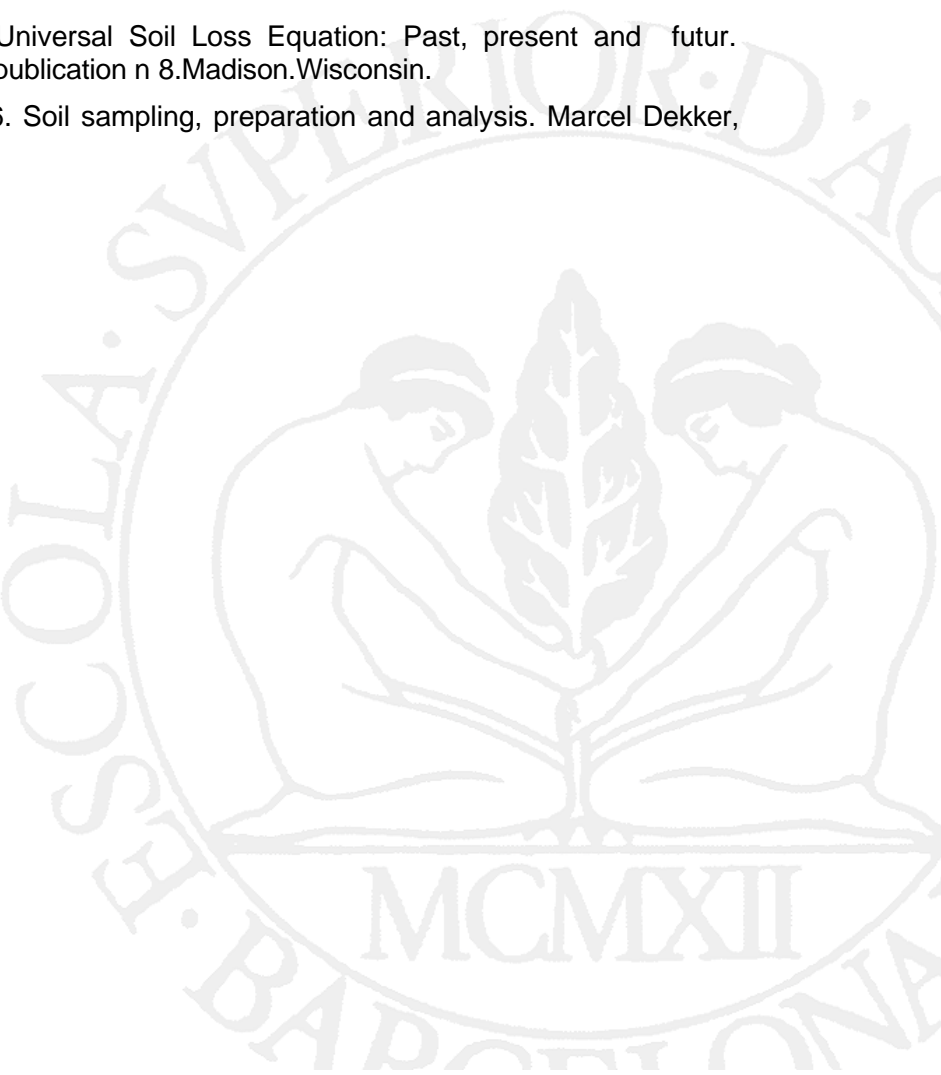 Universal Soil Loss Equation: Past, present and futur.
publication n 8.Madison.Wisconsin.
6. Soil sampling, preparation and analysis. Marcel Dekker,
ESCOLA · SVPERIOR · D'AG
MCMXII
· BARCELONA